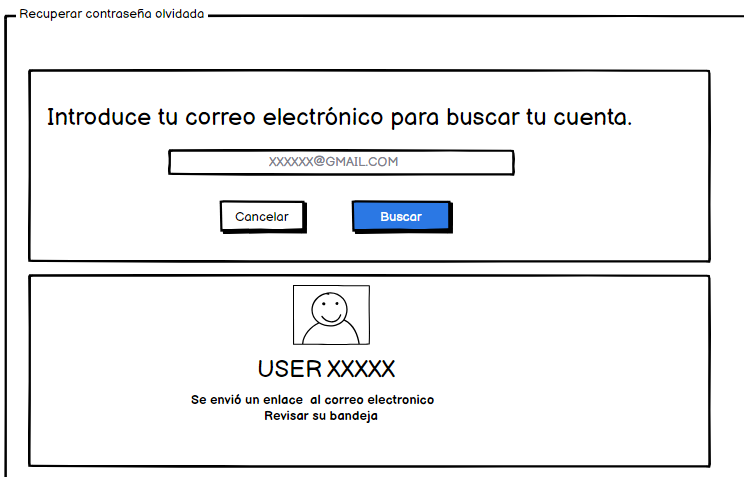 Recuperar contraseña olvidada
Introduce tu correo electrónico para buscar tu cuenta.
XXXXXX@GMAIL.COM
Cancelar
Buscar
USER XXXXX
Se envió un enlace al correo electronico
Revisar su bandeja